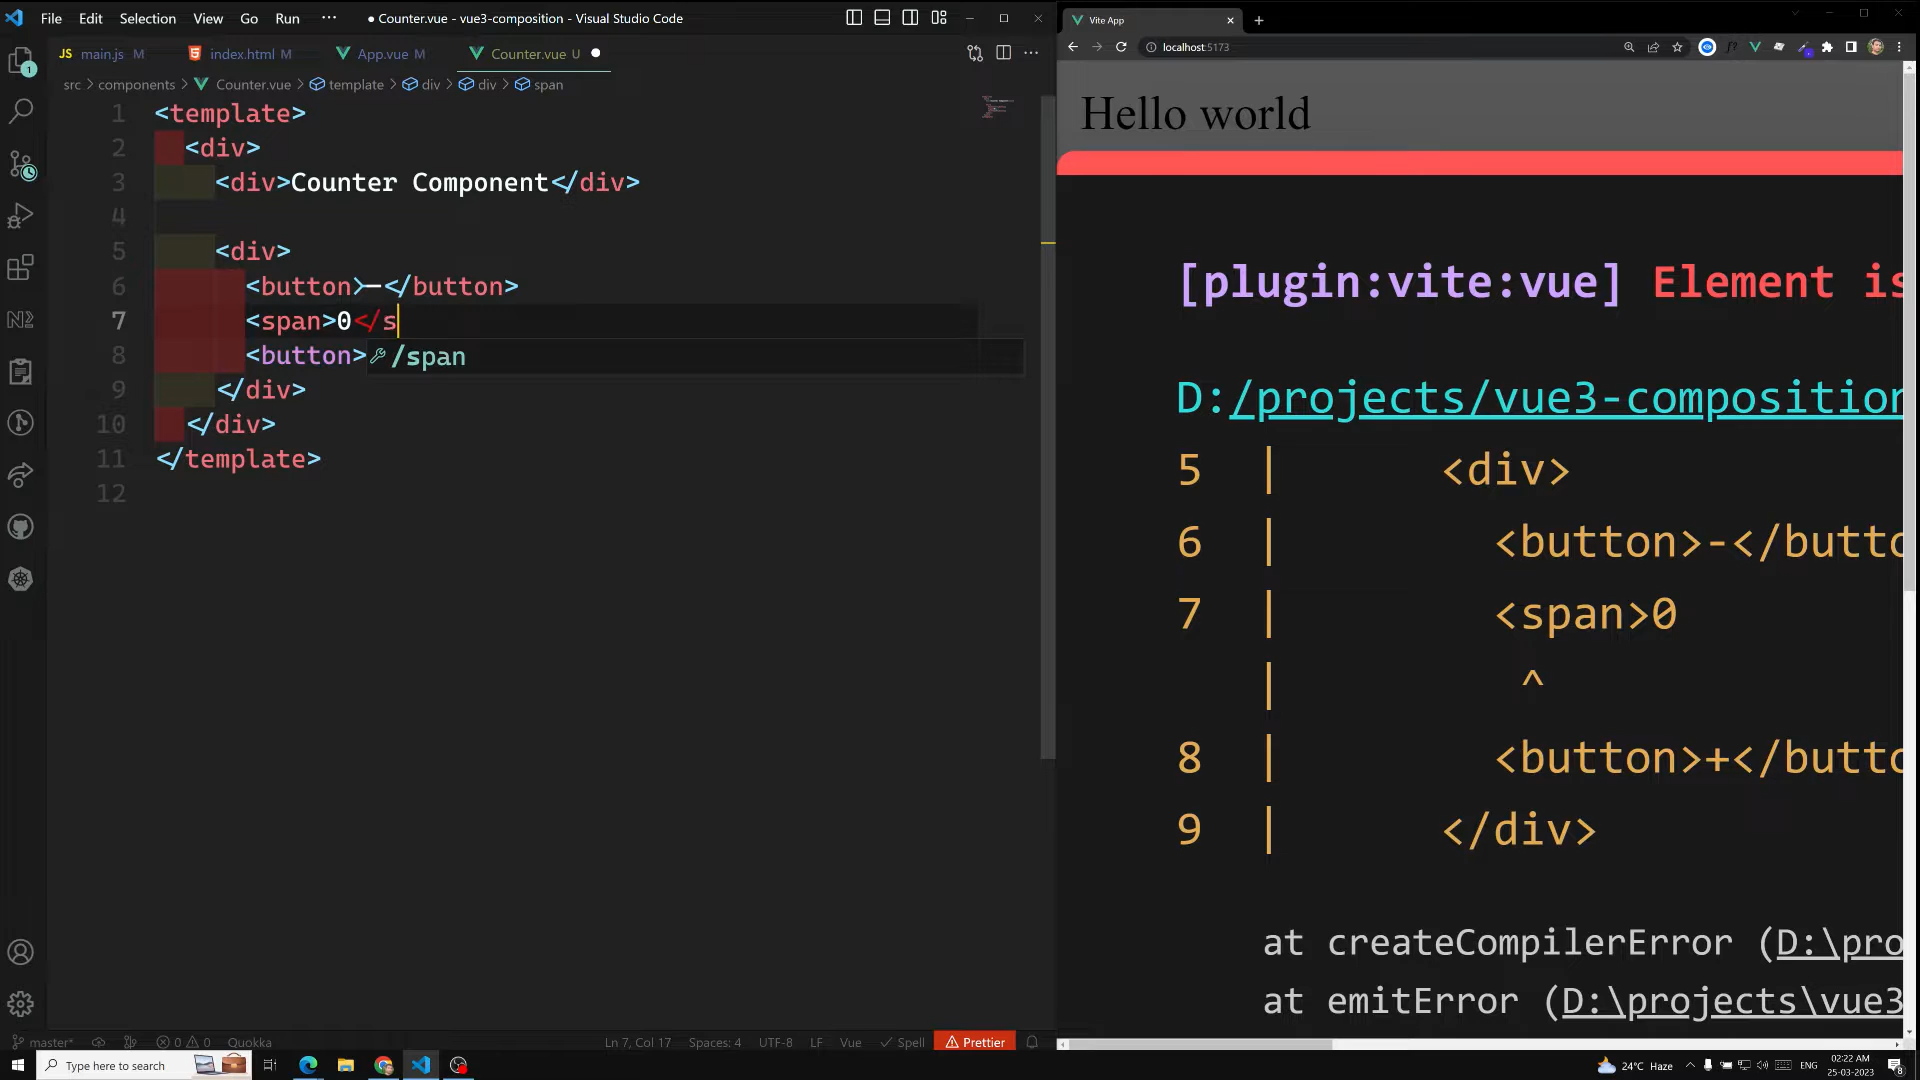 File Edit Selection View Go Run ··· ● Counter.vue - vue3-composition - Visual Studio Code
JS main.js M index.html M App.vue M Counter.vue U ●
src > components > Counter.vue > template > div > div > span
1 <template>
2 <div>
3 <div>Counter Component</div>
4
5 <div>
6 <button>-</button>
7 <span>0</s
8 <button> /span
9 </div>
10 </div>
11 </template>
12
N2
1
master* 0 0 Quokka Ln 7, Col 17 Spaces: 4 UTF-8 LF Vue Spell Prettier
Vite App
localhost:5173
Hello world
[plugin:vite:vue] Element is
D:/projects/vue3-composition
5 | <div>
6 | <button>-</butto
7 | <span>0
| ^
8 | <button>+</butto
9 | </div>
at createCompilerError (D:\pro
at emitError (D:\projects\vue3
Type here to search
24°C Haze ENG 02:22 AM
25-03-2023
8